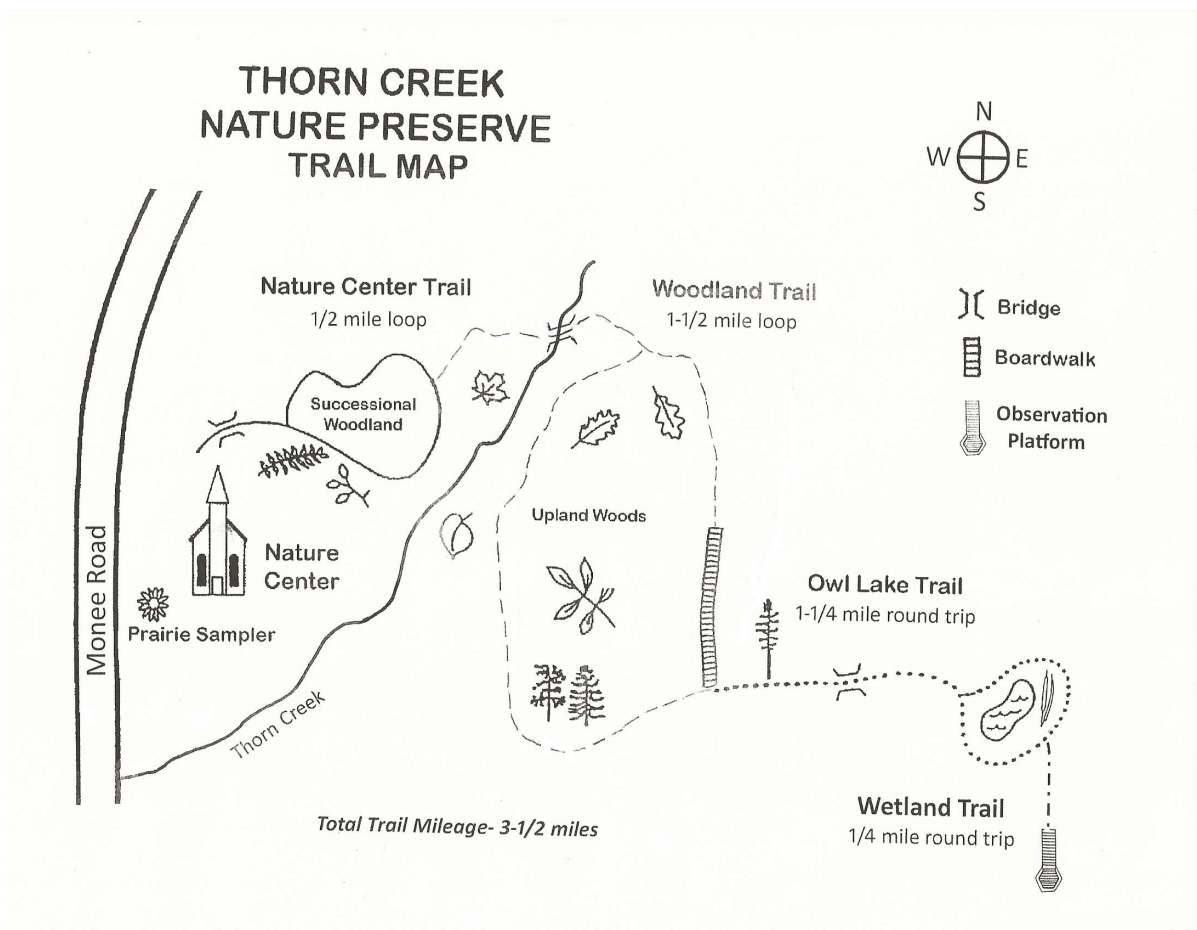 THORN CREEK
NATURE PRESERVE
TRAIL MAP
N
W E
S
Nature Center Trail
1/2 mile loop
Woodland Trail
1-1/2 mile loop
Bridge
Boardwalk
Observation
Platform
Successional
Woodland
Upland Woods
Nature
Center
Monee Road
Prairie Sampler
Owl Lake Trail
1-1/4 mile round trip
Thorn Creek
Wetland Trail
1/4 mile round trip
Total Trail Mileage- 3-1/2 miles